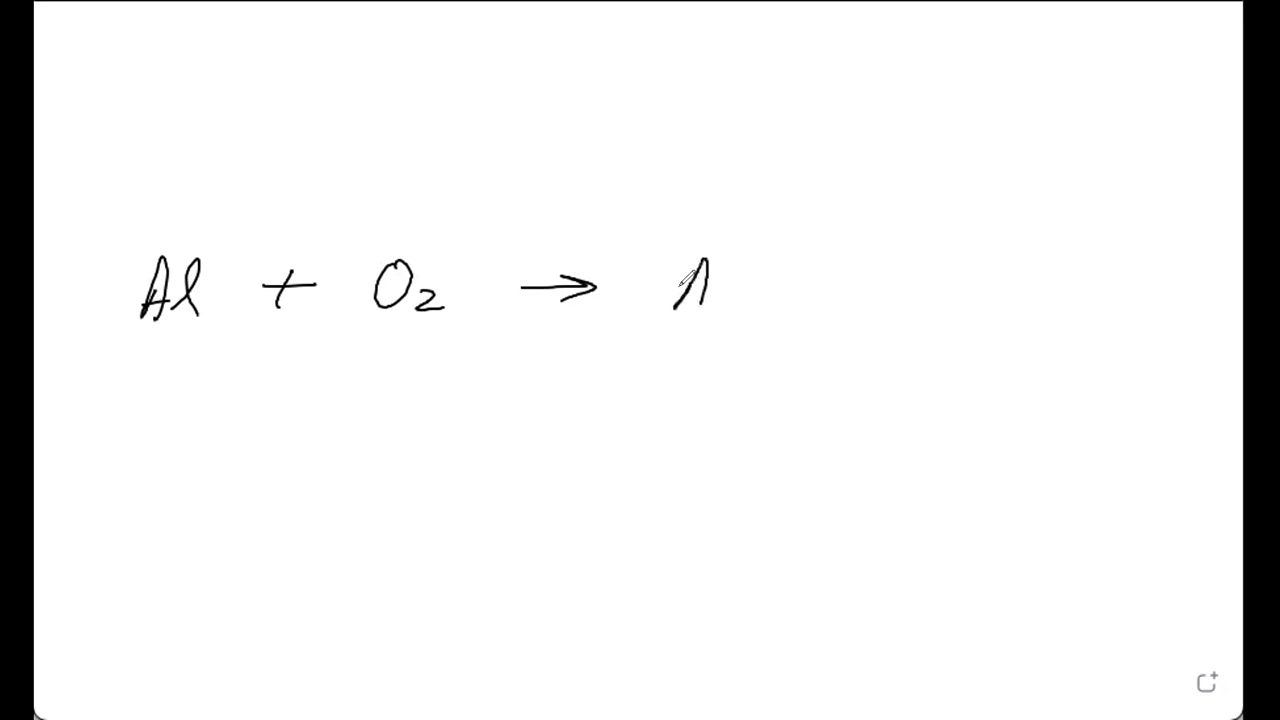 Al + O₂ →